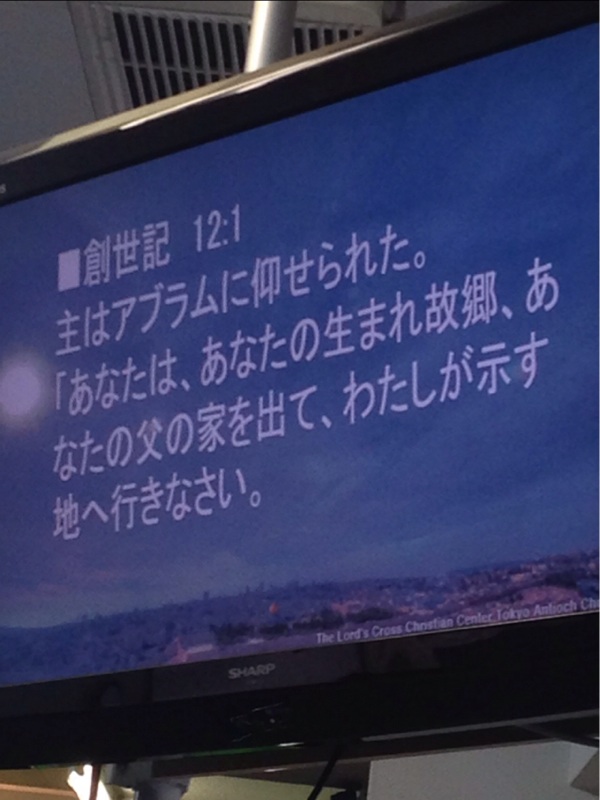 ■創世記 12:1
主はアブラムに仰せられた。
「あなたは、あなたの生まれ故郷、あ
なたの父の家を出て、わたしが示す
地へ行きなさい。
The Lord's Cross Christian Center Tokyo Antioch
SHARP